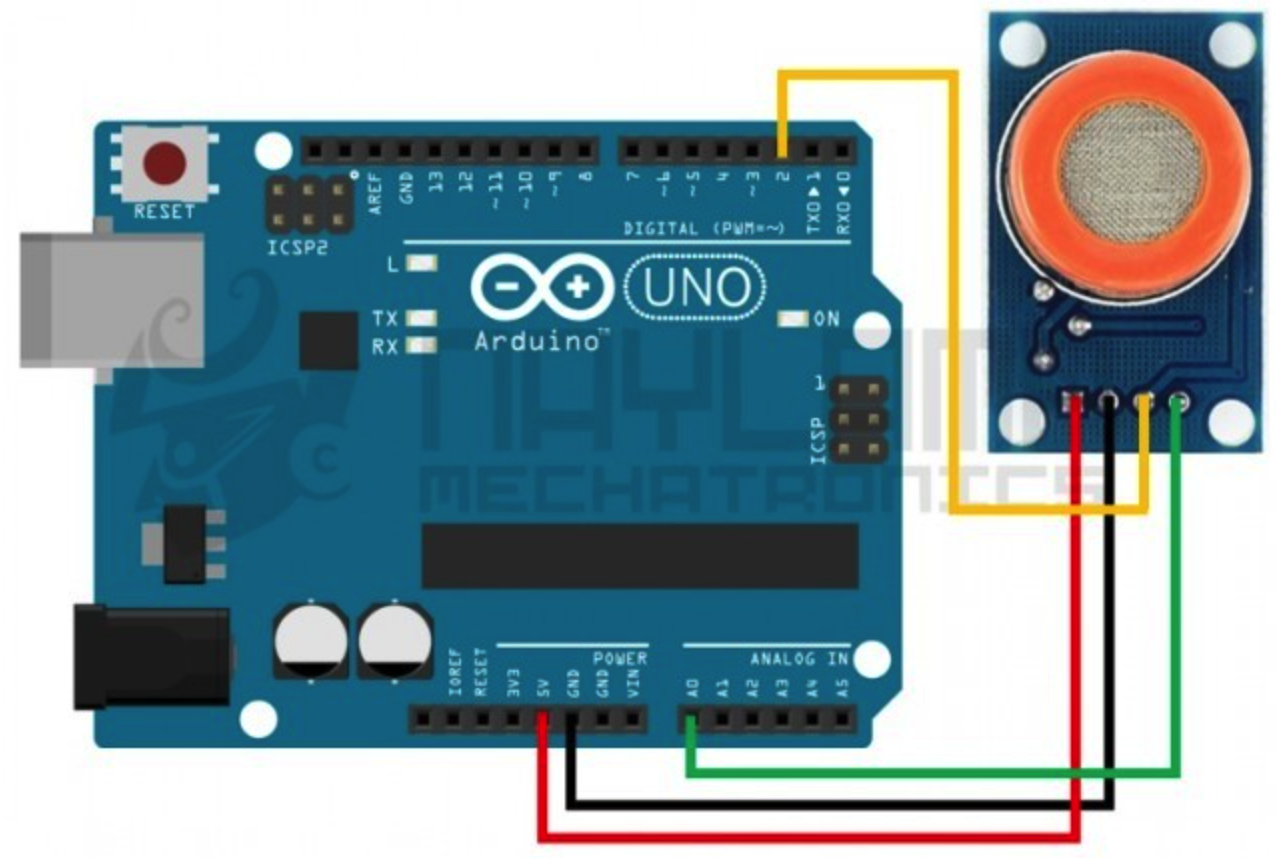 RESET
ICSP2
AREF
GND
13
12
~11
~10
~9
8
7
~6
~5
4
~3
2
TX0▶1
RX0◀0
DIGITAL (PWM=~)
L
TX
RX
Arduino™
UNO
ON
1
ICSP
NAYLAM
MECHATRONICS
POWER
ANALOG IN
IOREF
RESET
3V3
5V
GND
GND
VIN
A0
A1
A2
A3
A4
A5